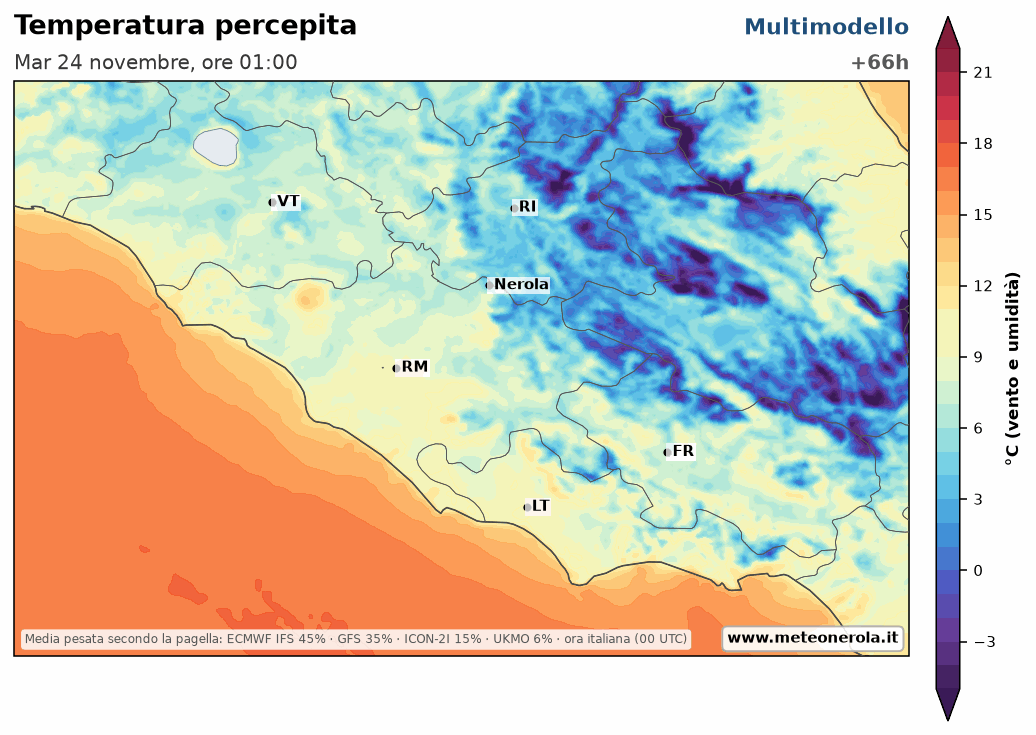 Temperatura percepita
Multimodello
Mar 24 novembre, ore 01:00
+66h
VT
RI
Nerola
RM
FR
LT
Media pesata secondo la pagella: ECMWF IFS 45% · GFS 35% · ICON-2I 15% · UKMO 6% · ora italiana (00 UTC)
www.meteonerola.it
21
18
15
12
9
6
3
0
−3
°C (vento e umidità)